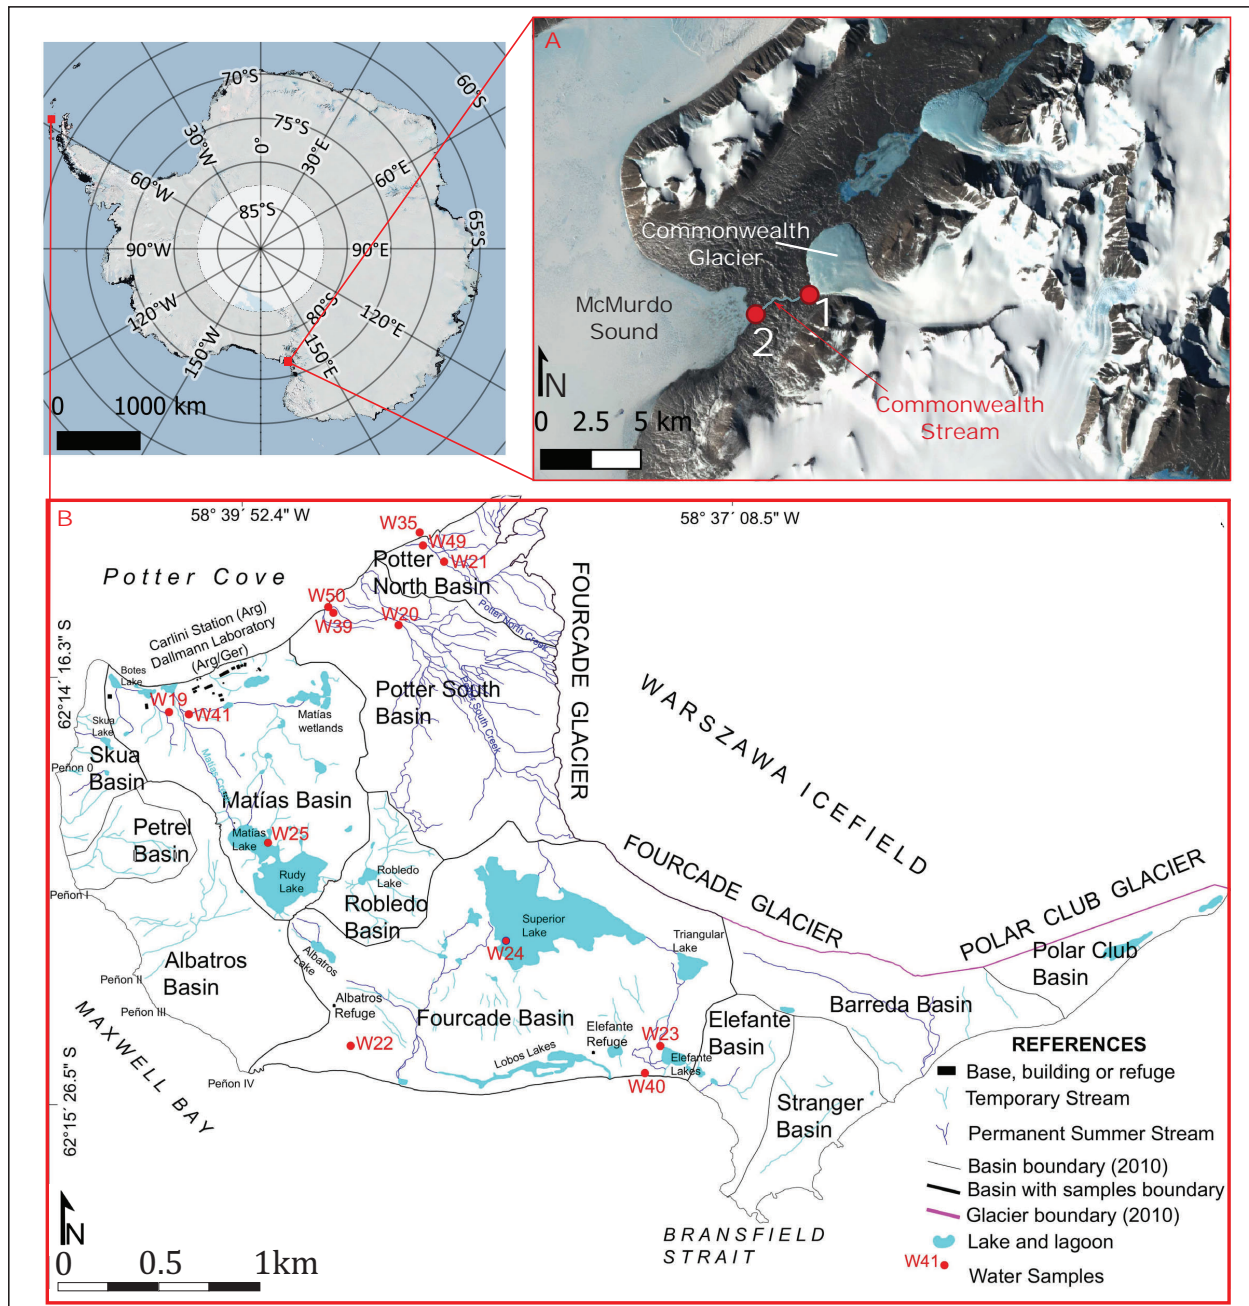 70°S
60°S
75°S
30°W
0°
30°E
60°W
60°E
85°S
65°S
90°W
90°E
80°S
120°W
120°E
150°W
150°E
0 1000 km
A
Commonwealth
Glacier
McMurdo
Sound
1
2
N
Commonwealth
Stream
0 2.5 5 km
B
58° 39´ 52.4" W
58° 37´ 08.5" W
W35
W49
Potter
North Basin
W21
Potter Cove
W50
W39
W20
Potter North Creek
FOURCADE GLACIER
Carlini Station (Arg)
Dallmann Laboratory
(Arg/Ger)
62° 14´ 16.3" S
Botes
Lake
W19
W41
Matías
wetlands
Potter South
Basin
Potter South Creek
WARSZAWA ICEFIELD
Skua
Lake
Skua
Basin
Peñon 0
Matías Creek
Matías Basin
Petrel
Basin
Matías
Lake
W25
Rudy
Lake
Robledo
Lake
Robledo
Basin
FOURCADE GLACIER
POLAR CLUB GLACIER
Peñon I
Superior
Lake
W24
Triangular
Lake
Polar Club
Basin
Albatros
Lake
Albatros
Basin
Peñon II
Peñon III
Albatros
Refuge
Fourcade Basin
Barreda Basin
Elefante
Basin
Elefante
Refuge
W23
W22
Lobos Lakes
Elefante
Lakes
W40
Peñon IV
MAXWELL BAY
62° 15´ 26.5" S
Stranger
Basin
BRANSFIELD
STRAIT
N
0 0.5 1km
REFERENCES
Base, building or refuge
Temporary Stream
Permanent Summer Stream
Basin boundary (2010)
Basin with samples boundary
Glacier boundary (2010)
Lake and lagoon
W41
Water Samples